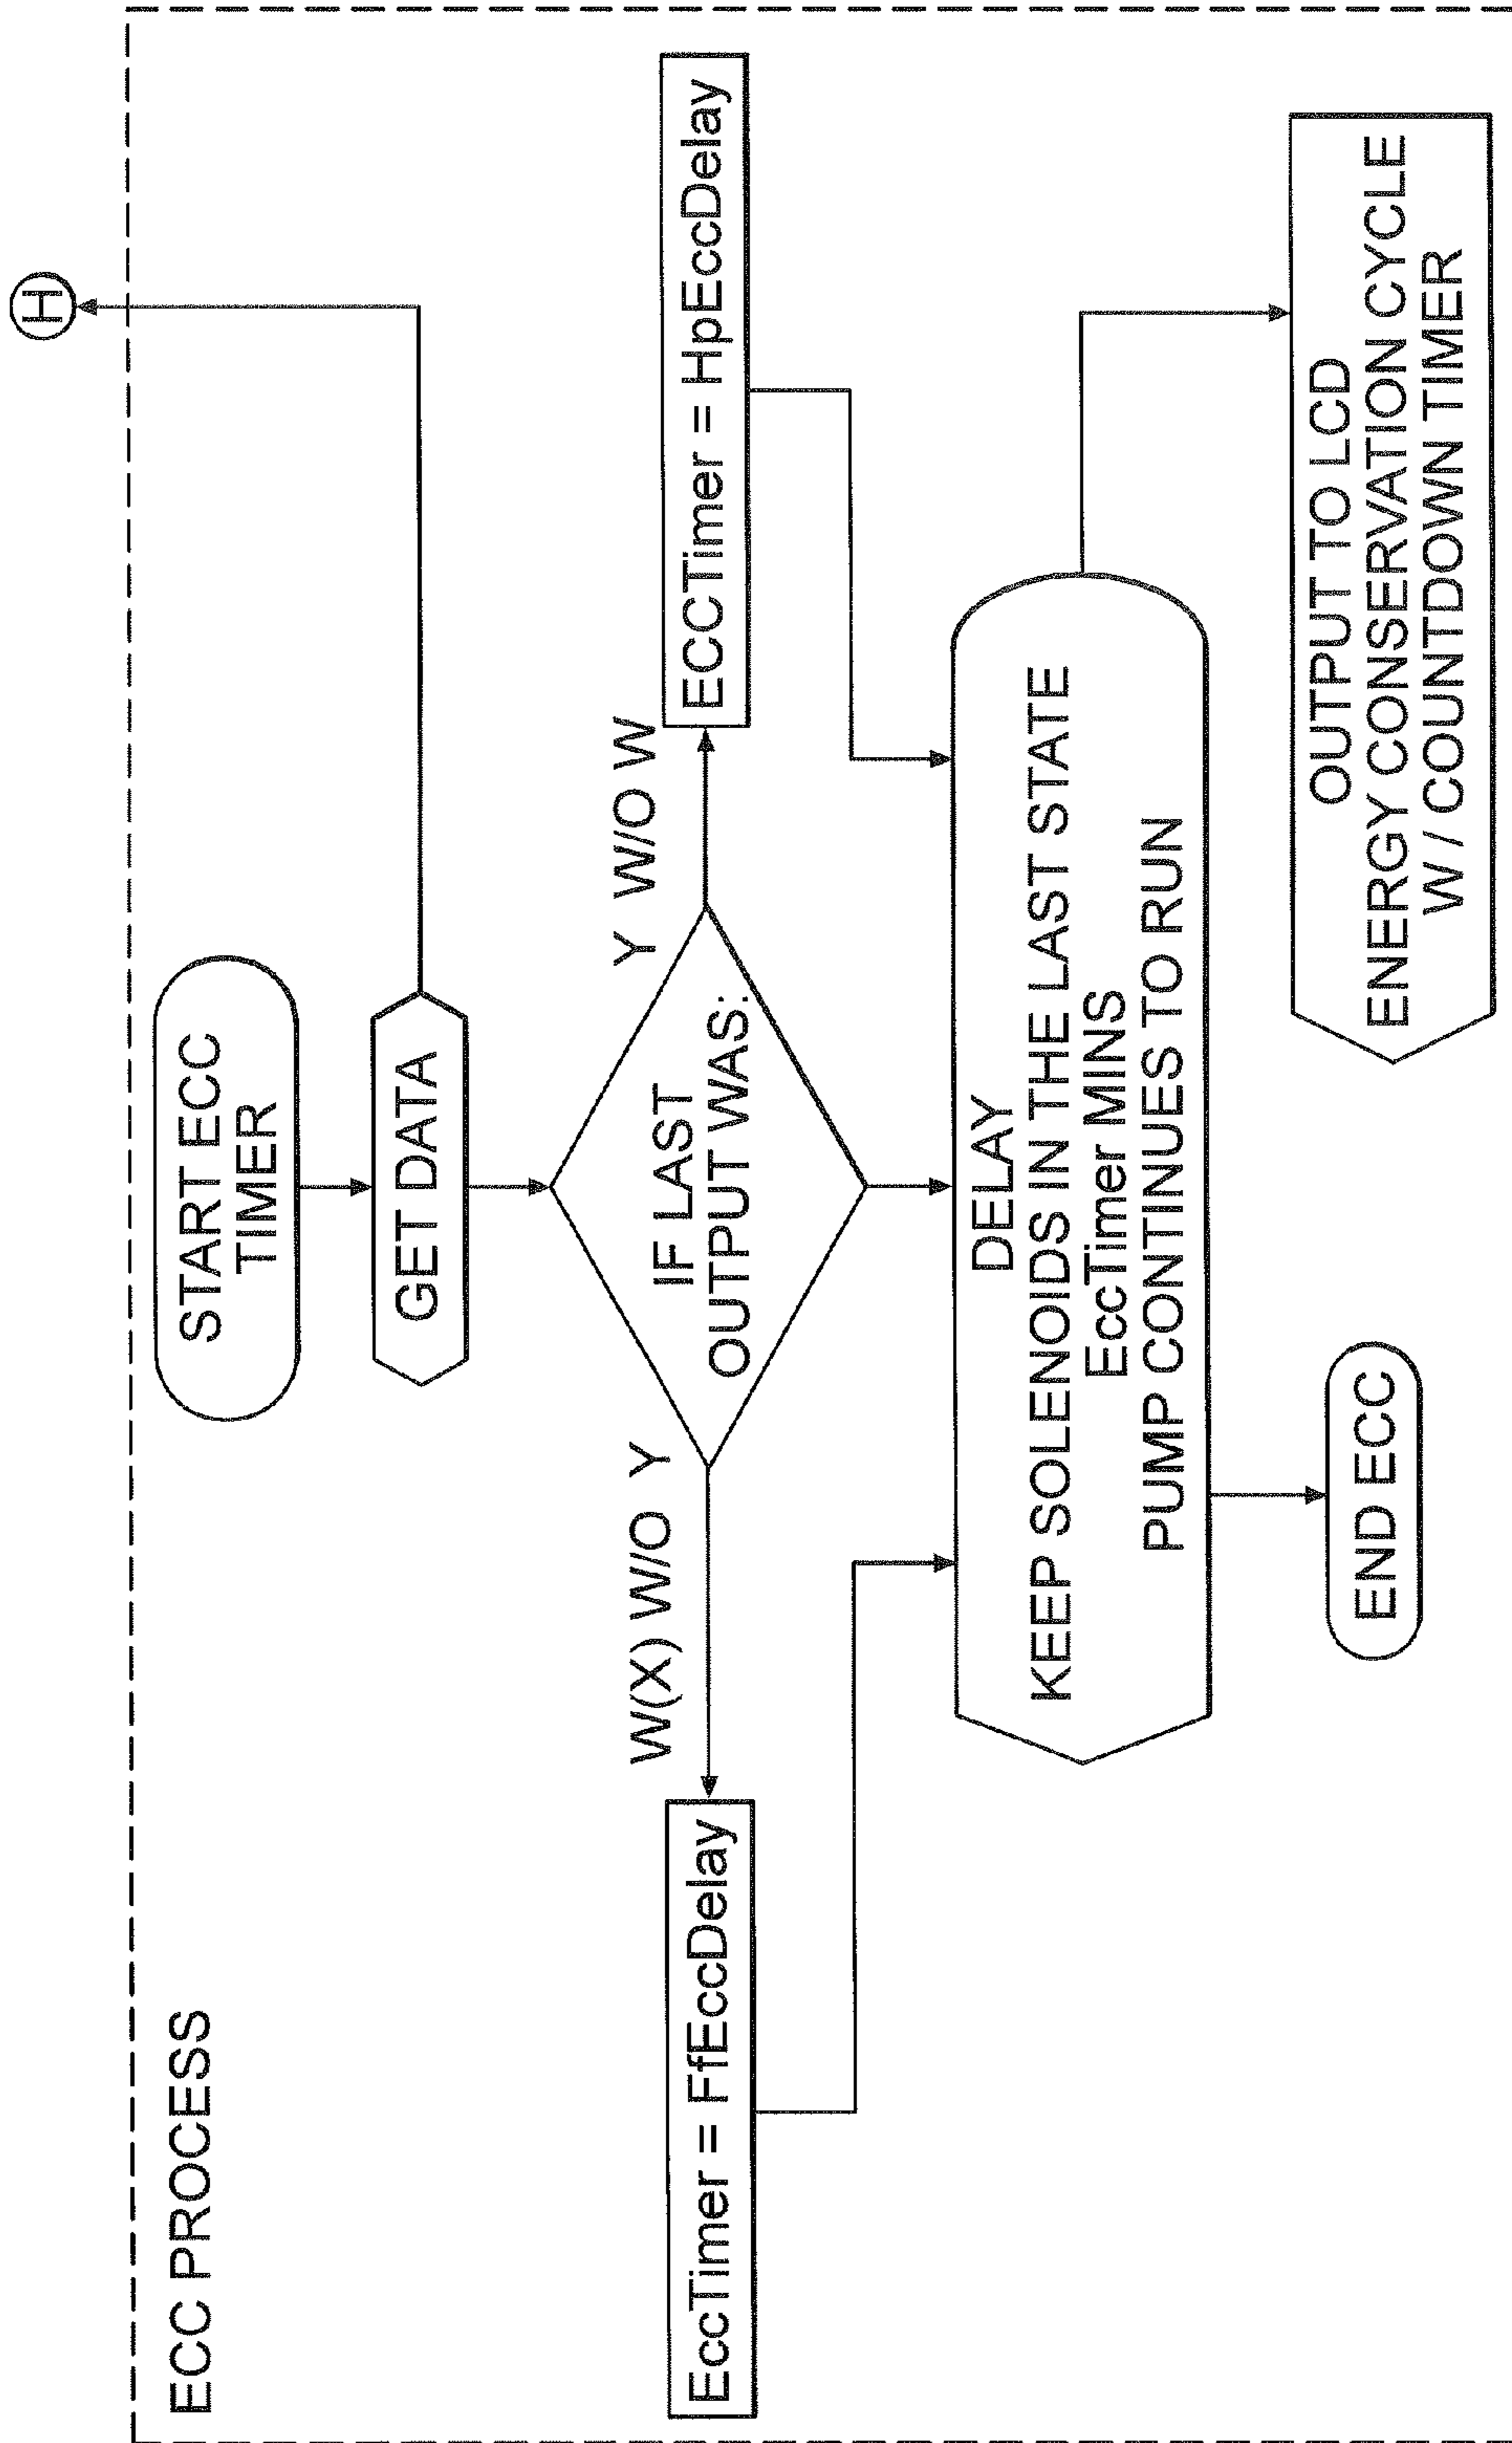 H
ECC PROCESS
START ECC
TIMER
GET DATA
IF LAST
OUTPUT WAS:
W(X) W/O Y
Y W/O W
EccTimer = FfEccDelay
ECCTimer = HpEccDelay
DELAY
KEEP SOLENOIDS IN THE LAST STATE
EccTimer MINS
PUMP CONTINUES TO RUN
END ECC
OUTPUT TO LCD
ENERGY CONSERVATION CYCLE
W / COUNTDOWN TIMER